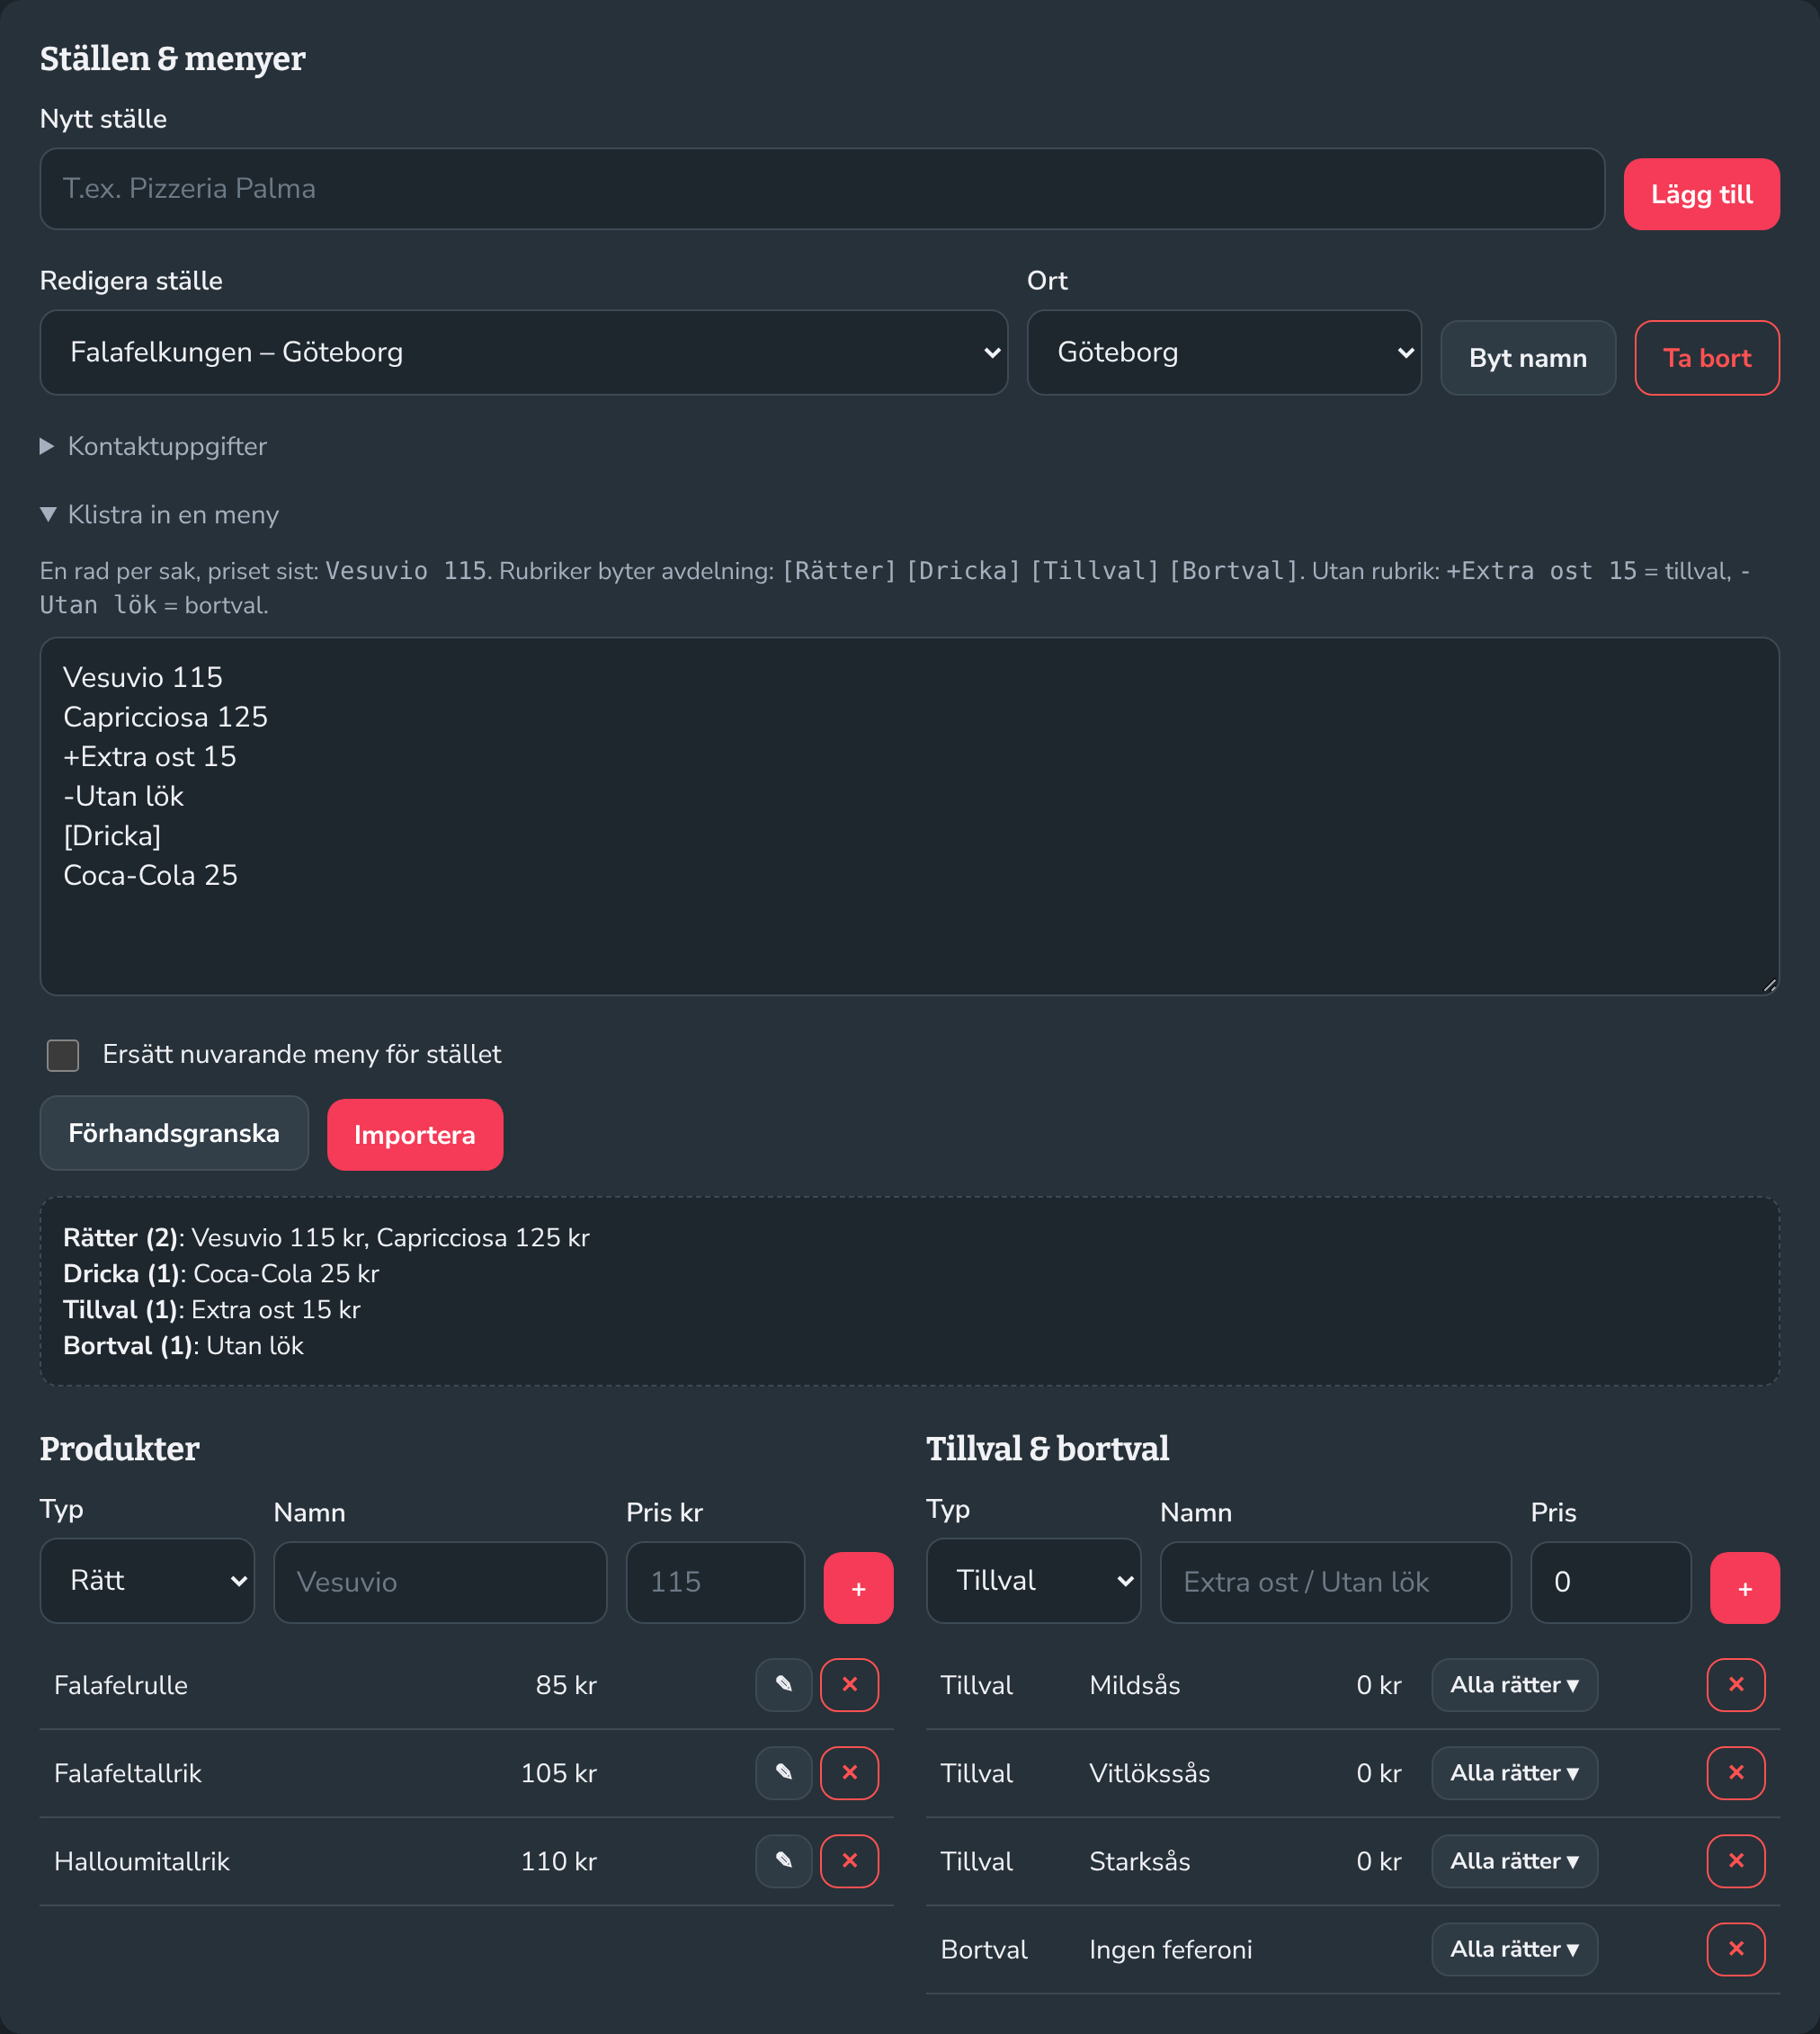 Ställen & menyer
Nytt ställe
T.ex. Pizzeria Palma
Lägg till
Redigera ställe
Ort
Falafelkungen – Göteborg
Göteborg
Byt namn
Ta bort
▶ Kontaktuppgifter
▼ Klistra in en meny
En rad per sak, priset sist: Vesuvio 115. Rubriker byter avdelning: [Rätter] [Dricka] [Tillval] [Bortval]. Utan rubrik: +Extra ost 15 = tillval, -
Utan lök = bortval.
Vesuvio 115
Capricciosa 125
+Extra ost 15
-Utan lök
[Dricka]
Coca-Cola 25
Ersätt nuvarande meny för stället
Förhandsgranska
Importera
Rätter (2): Vesuvio 115 kr, Capricciosa 125 kr
Dricka (1): Coca-Cola 25 kr
Tillval (1): Extra ost 15 kr
Bortval (1): Utan lök
Produkter
Typ
Namn
Pris kr
Rätt
Vesuvio
115
+
Falafelrulle 85 kr ✎ ✕
Falafeltallrik 105 kr ✎ ✕
Halloumitallrik 110 kr ✎ ✕
Tillval & bortval
Typ
Namn
Pris
Tillval
Extra ost / Utan lök
0
+
Tillval Mildsås 0 kr Alla rätter ▾ ✕
Tillval Vitlökssås 0 kr Alla rätter ▾ ✕
Tillval Starksås 0 kr Alla rätter ▾ ✕
Bortval Ingen feferoni Alla rätter ▾ ✕